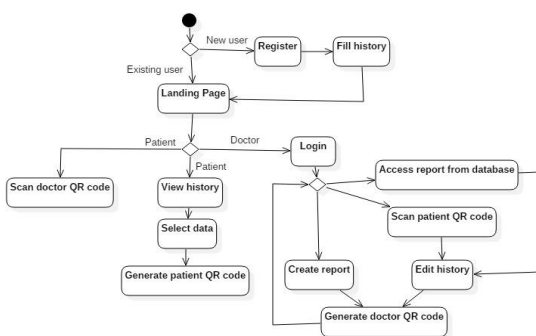 New user
Register
Fill history
Existing user
Landing Page
Patient
Doctor
Login
Patient
Access report from database
Scan doctor QR code
View history
Scan patient QR code
Select data
Generate patient QR code
Create report
Edit history
Generate doctor QR code